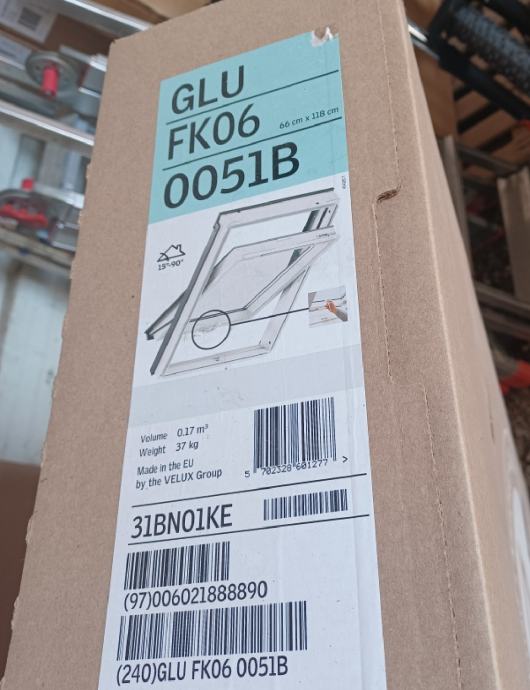 GLU
FK06 66 cm x 118 cm
0051B
15°-90°
Volume 0.17 m³
Weight 37 kg
Made in the EU
by the VELUX Group
5 702328 601277 >
31BN01KE
(97)006021888890
(240)GLU FK06 0051B